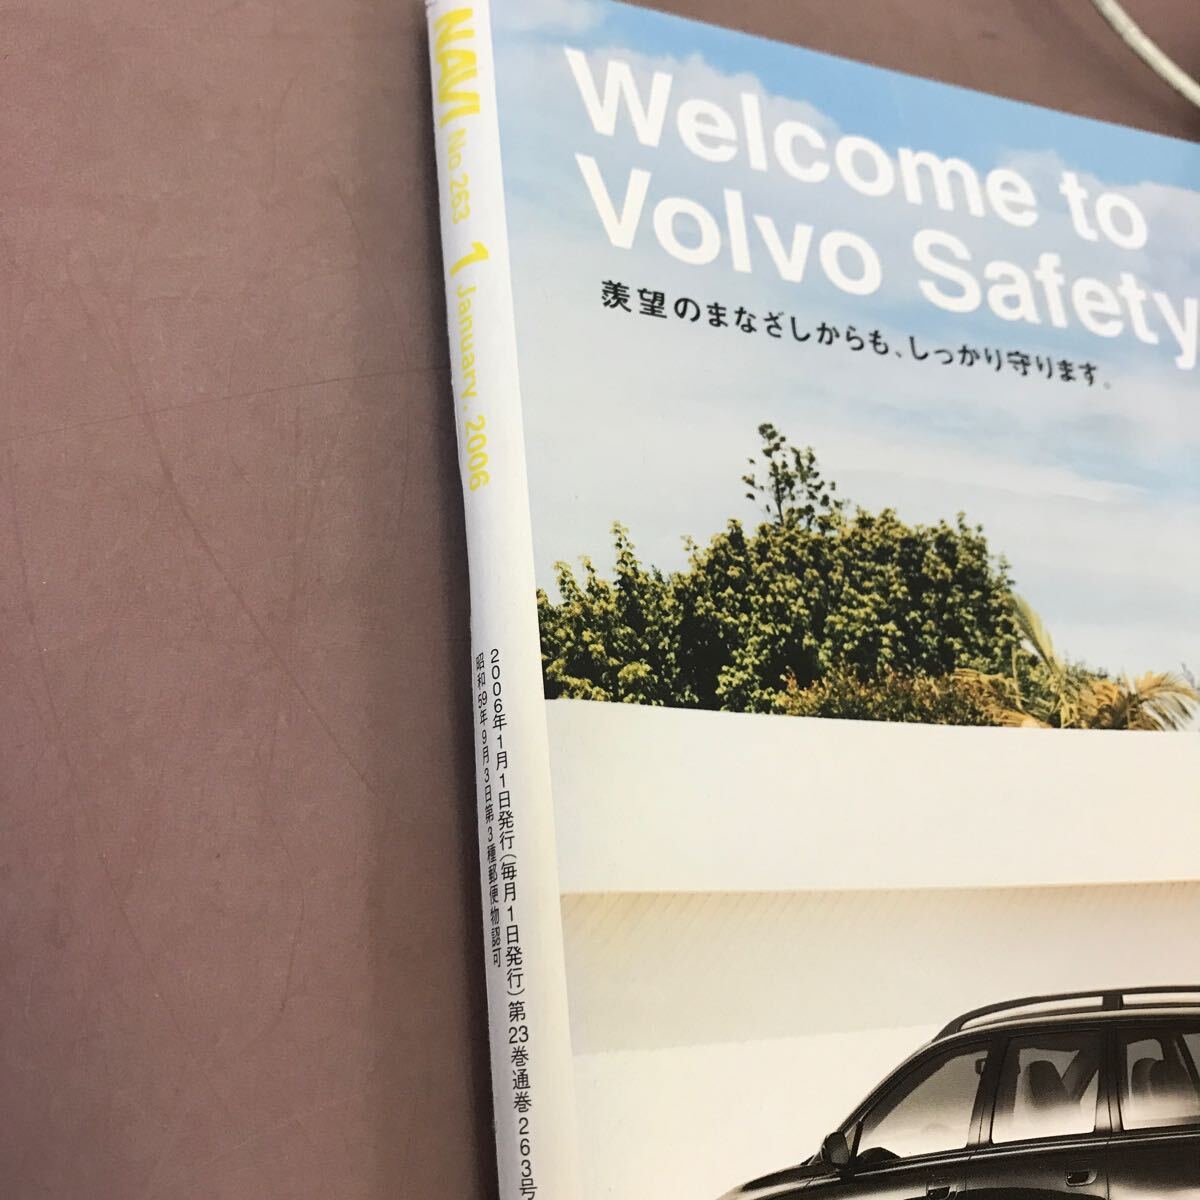 NAVI No.263 1 January. 2006
2006年1月1日発行(毎月1日発行)第23巻通巻263号
昭和59年9月3日第3種郵便物認可
Welcome to
Volvo Safety
羨望のまなざしからも、しっかり守ります。